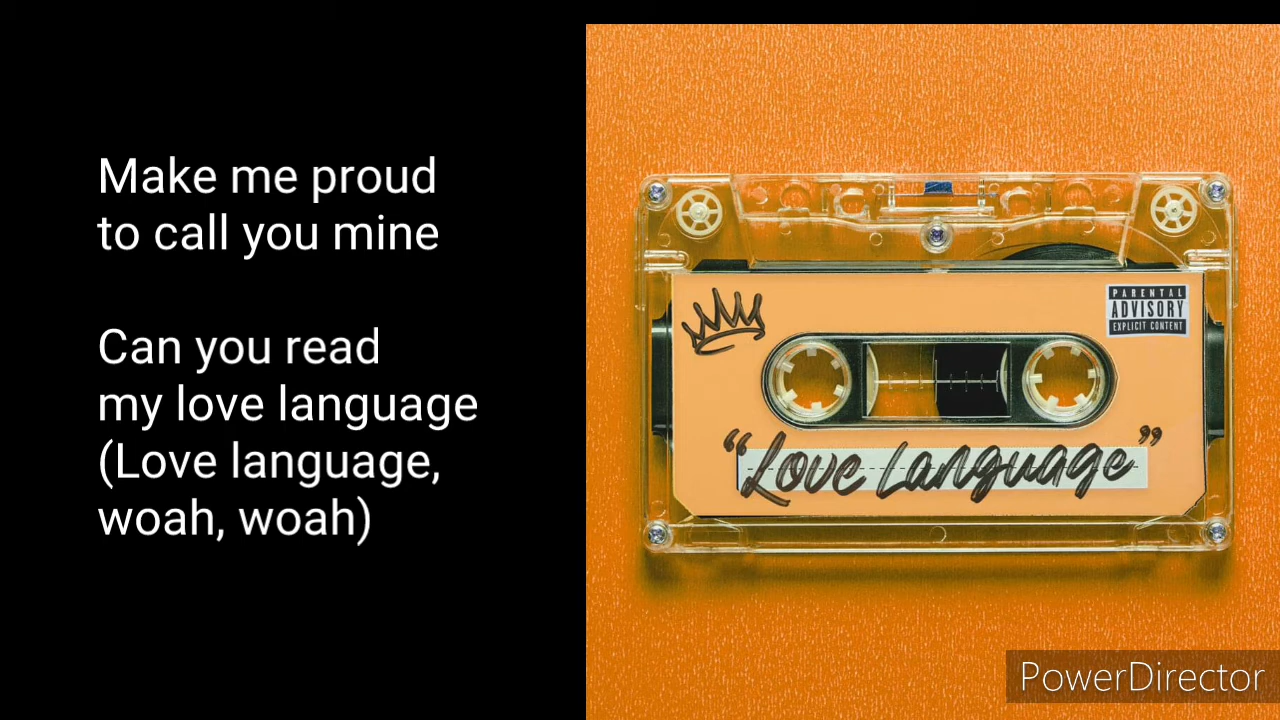 Make me proud
to call you mine
Can you read
my love language
(Love language,
woah, woah)
PARENTAL
ADVISORY
EXPLICIT CONTENT
“Love Language”
PowerDirector